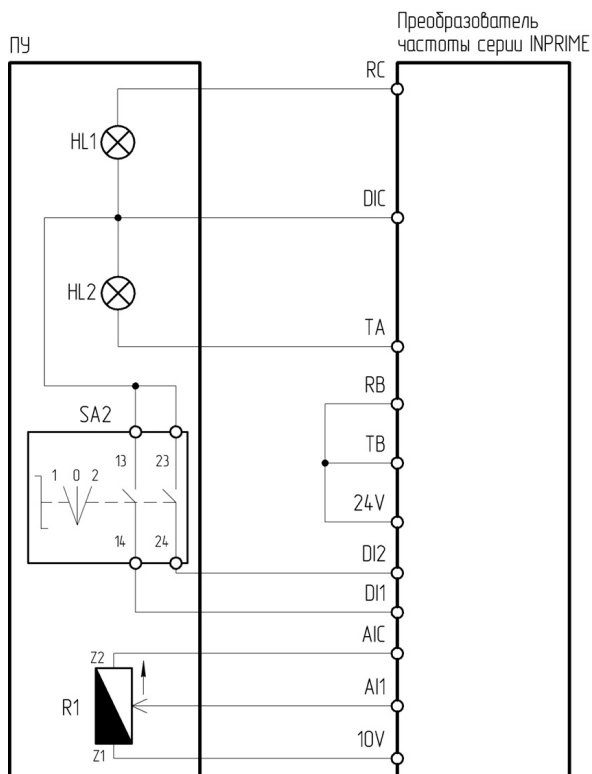 Преобразователь
частоты серии INPRIME
ПУ
RC
HL1
DIC
HL2
TA
RB
SA2
TB
13 23
1 0 2
24V
14 24
DI2
DI1
AIC
Z2
AI1
R1
10V
Z1